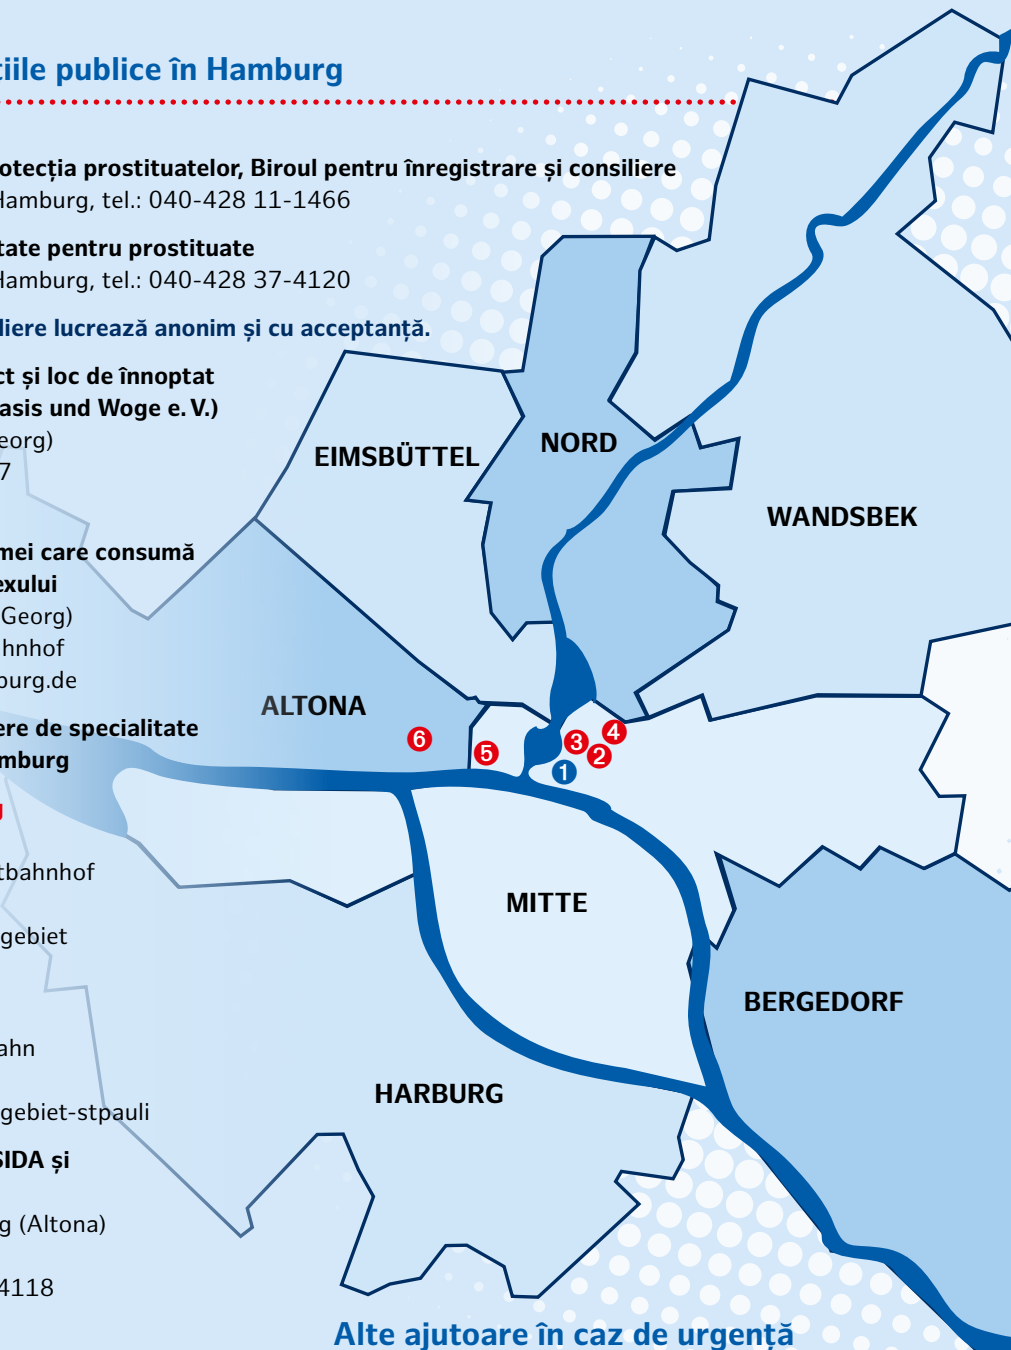 țiile publice în Hamburg
otecția prostituatelor, Biroul pentru înregistrare și consiliere
Hamburg, tel.: 040-428 11-1466
tate pentru prostituate
Hamburg, tel.: 040-428 37-4120
liere lucrează anonim și cu acceptanță.
ct și loc de înnoptat
asis und Woge e. V.)
eorg)
7
mei care consumă
exului
Georg)
hnhof
burg.de
ere de specialitate
mburg
g
tbahnhof
gebiet
ahn
gebiet-stpauli
SIDA și
g (Altona)
4118
EIMSBÜTTEL
NORD
WANDSBEK
ALTONA
6
5
3
4
2
1
MITTE
BERGEDORF
HARBURG
Alte ajutoare în caz de urgență